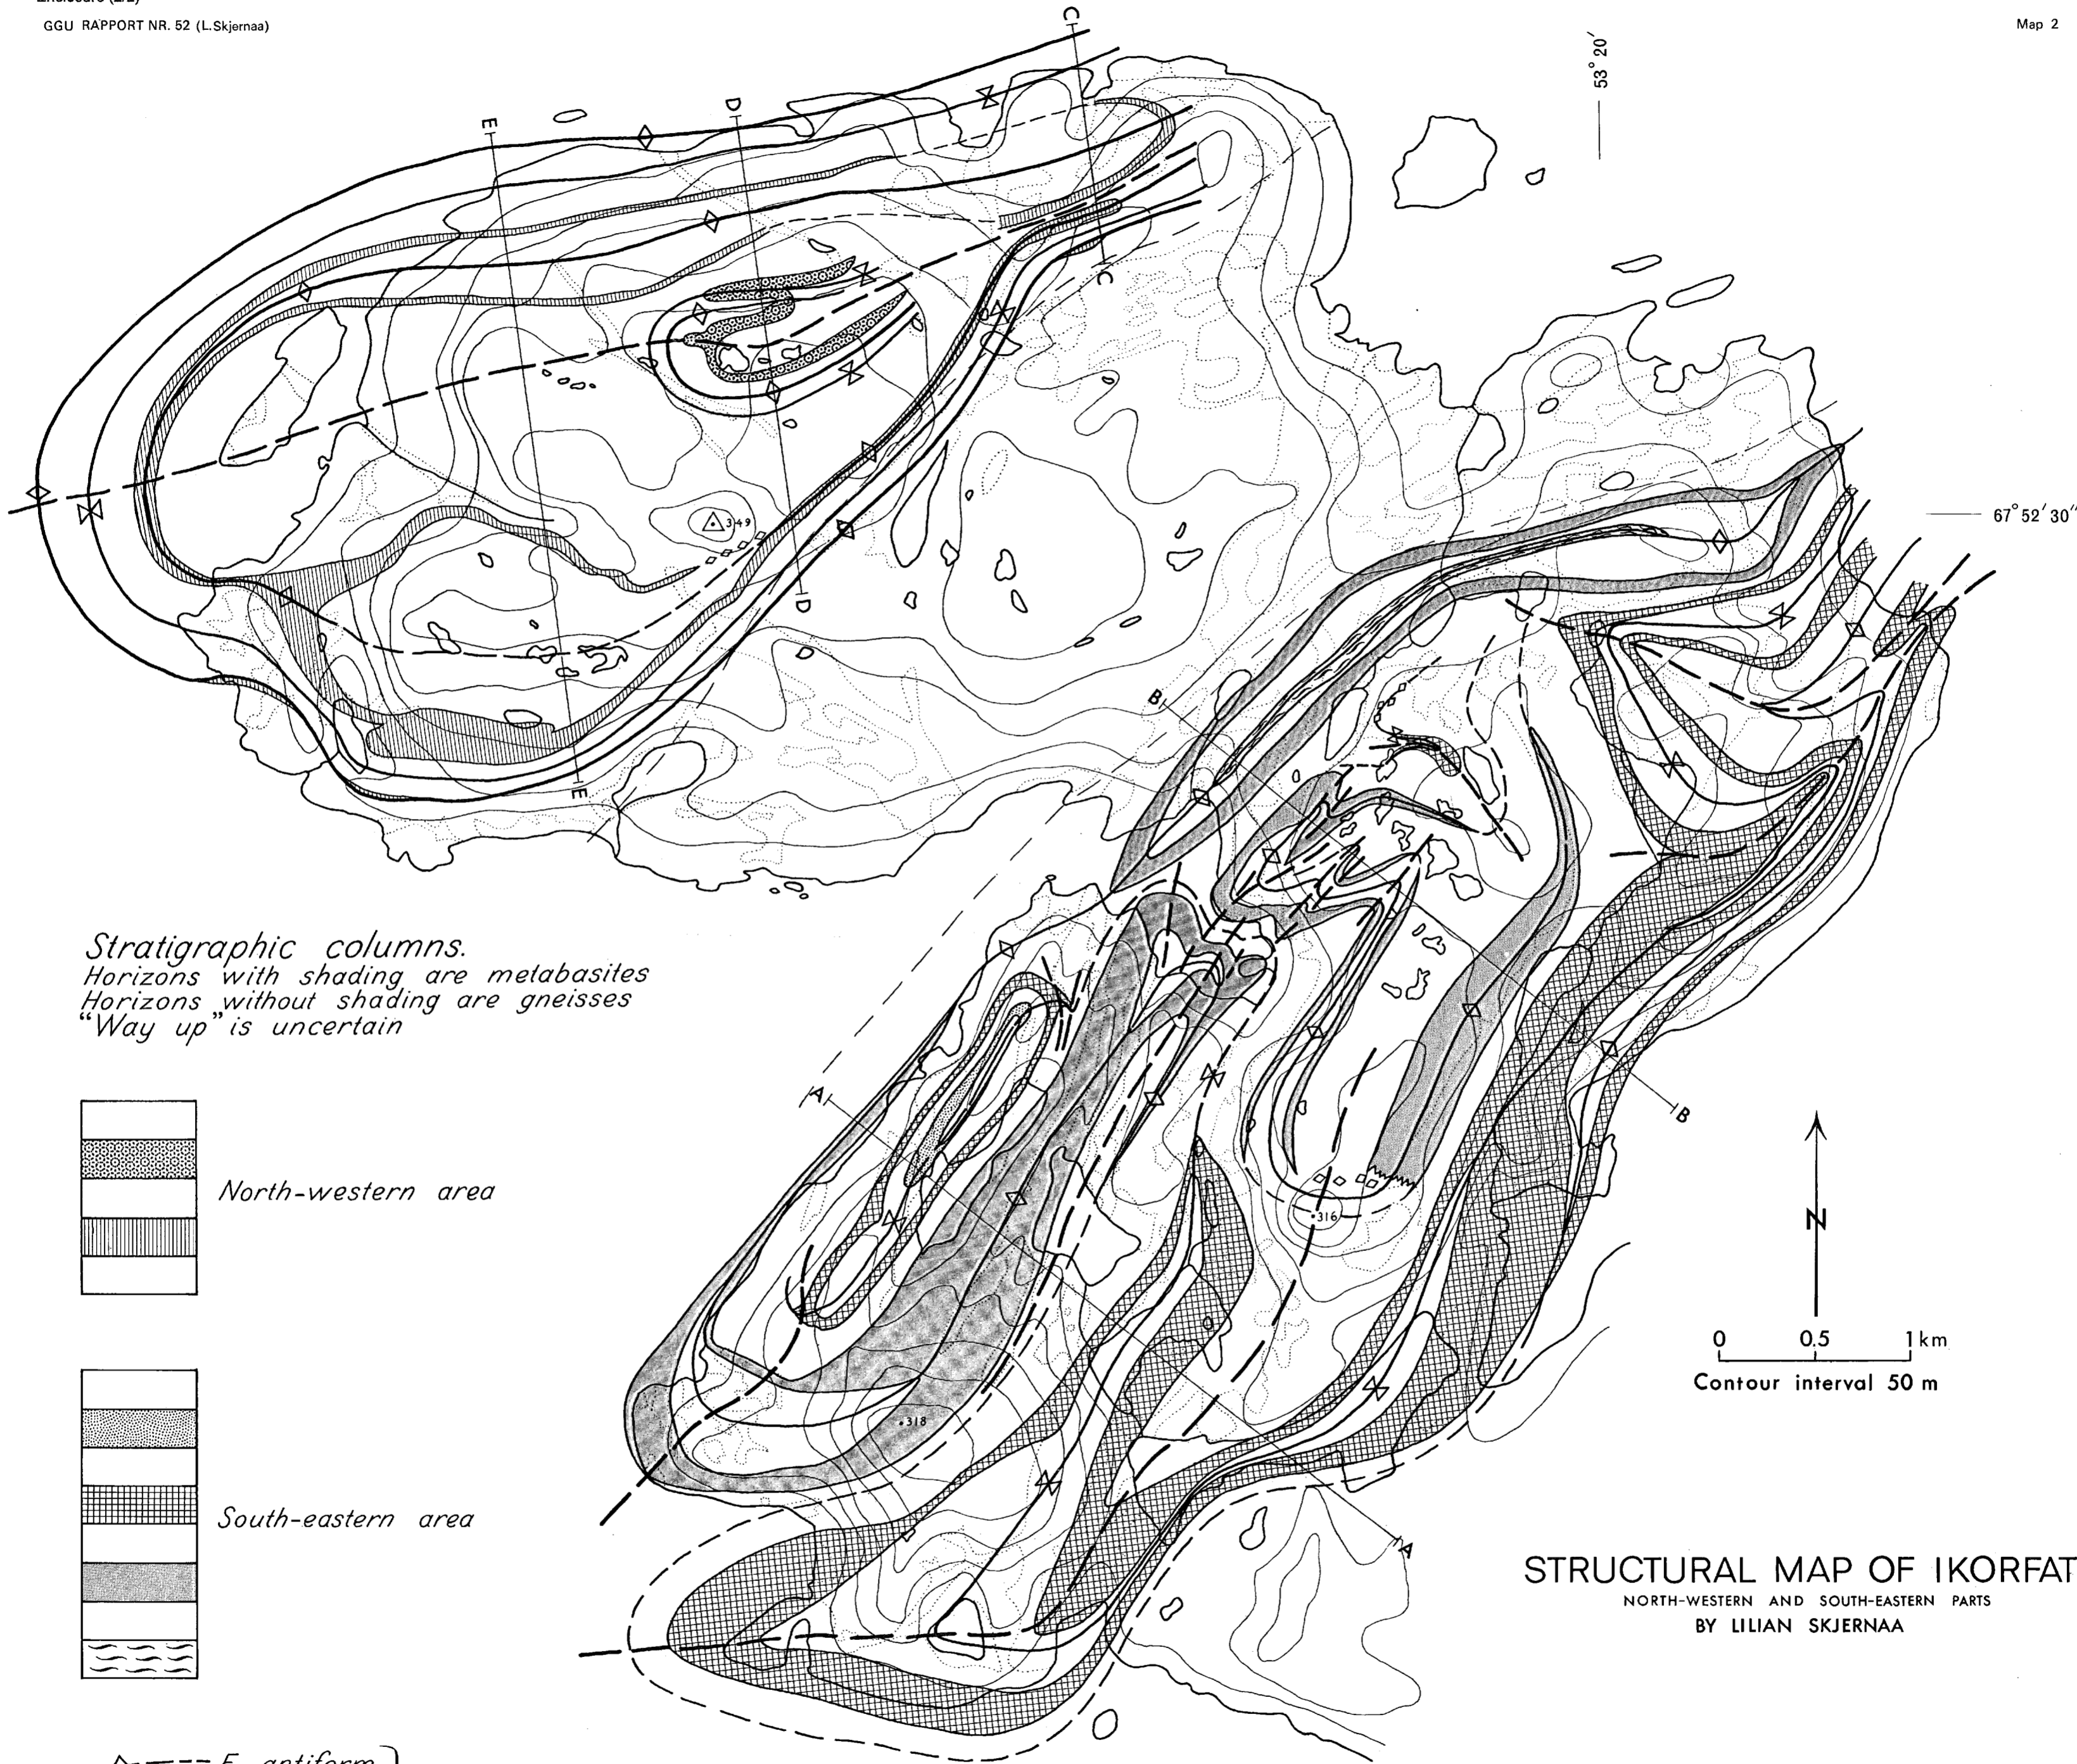 GGU RAPPORT NR. 52 (L.Skjernaa)
Map 2
C
53° 20'
D
E
C
67° 52' 30"
349
D
B
E
Stratigraphic columns.
Horizons with shading are metabasites
Horizons without shading are gneisses
"Way up" is uncertain
A
B
North-western area
316
N
0 0.5 1 km
Contour interval 50 m
318
South-eastern area
A
STRUCTURAL MAP OF IKORFAT
NORTH-WESTERN AND SOUTH-EASTERN PARTS
BY LILIAN SKJERNAA
antiform